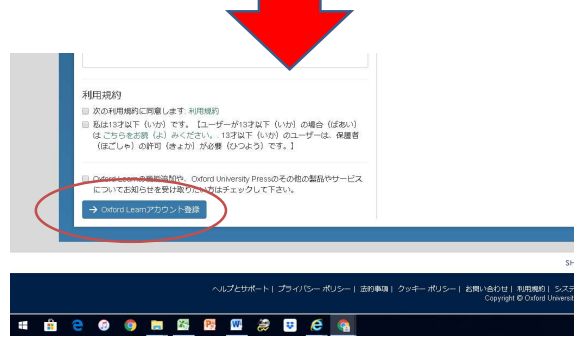 利用規約
次の利用規約に同意します: 利用規約
私は13才以下（いか）です。【ユーザーが13才以下（いか）の場合（ばあい）
は こちらをお読（よ）みください。. 13才以下（いか）のユーザーは、保護者
（ほごしゃ）の許可（きょか）が必要（ひつよう）です。】
Oxford Learnの機能追加や、Oxford University Pressのその他の製品やサービス
についてお知らせを受け取りたい方はチェックして下さい。
→ Oxford Learnアカウント登録
SH
ヘルプとサポート | プライバシー ポリシー | 法的事項 | クッキー ポリシー | お問い合わせ | 利用規約 | システ
Copyright © Oxford Universit